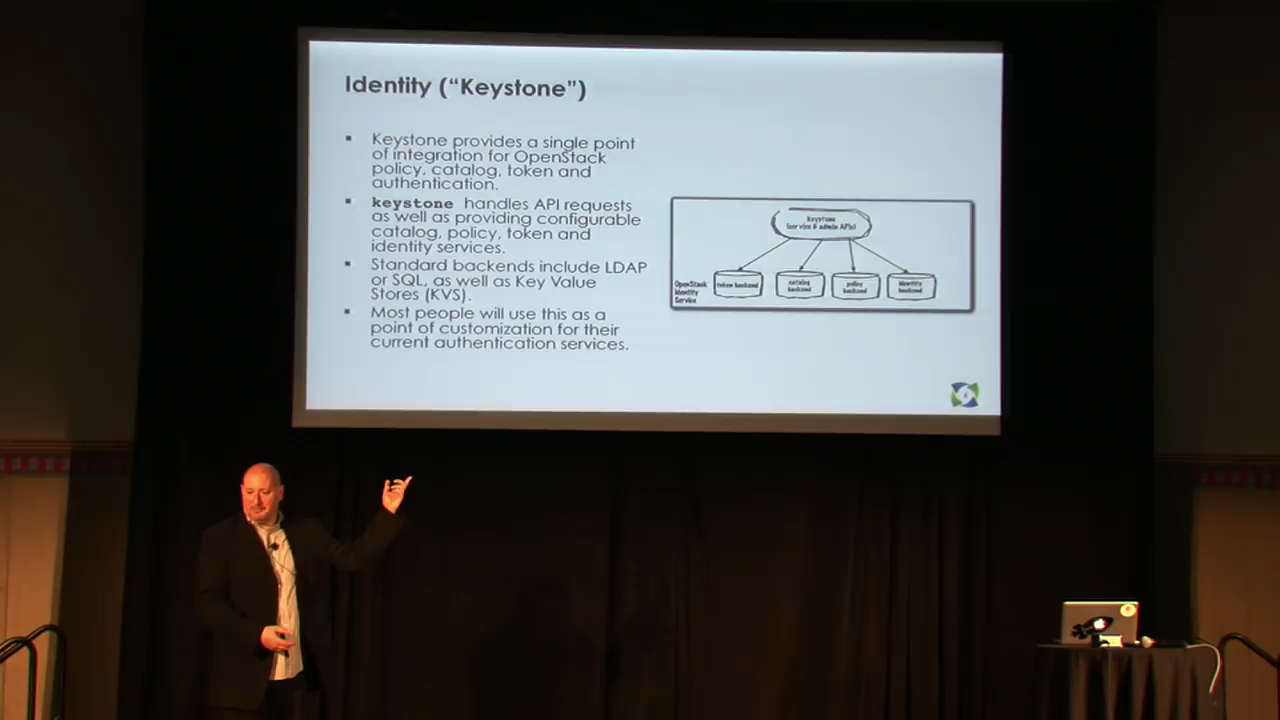 Identity (“Keystone”)
Keystone provides a single point
of integration for OpenStack
policy, catalog, token and
authentication.
keystone handles API requests
as well as providing configurable
catalog, policy, token and
identity services.
Standard backends include LDAP
or SQL, as well as Key Value
Stores (KVS).
Most people will use this as a
point of customization for their
current authentication services.
keystone
(service & admin APIs)
OpenStack
Identity
Service
token backend
catalog
backend
policy
backend
identity
backend